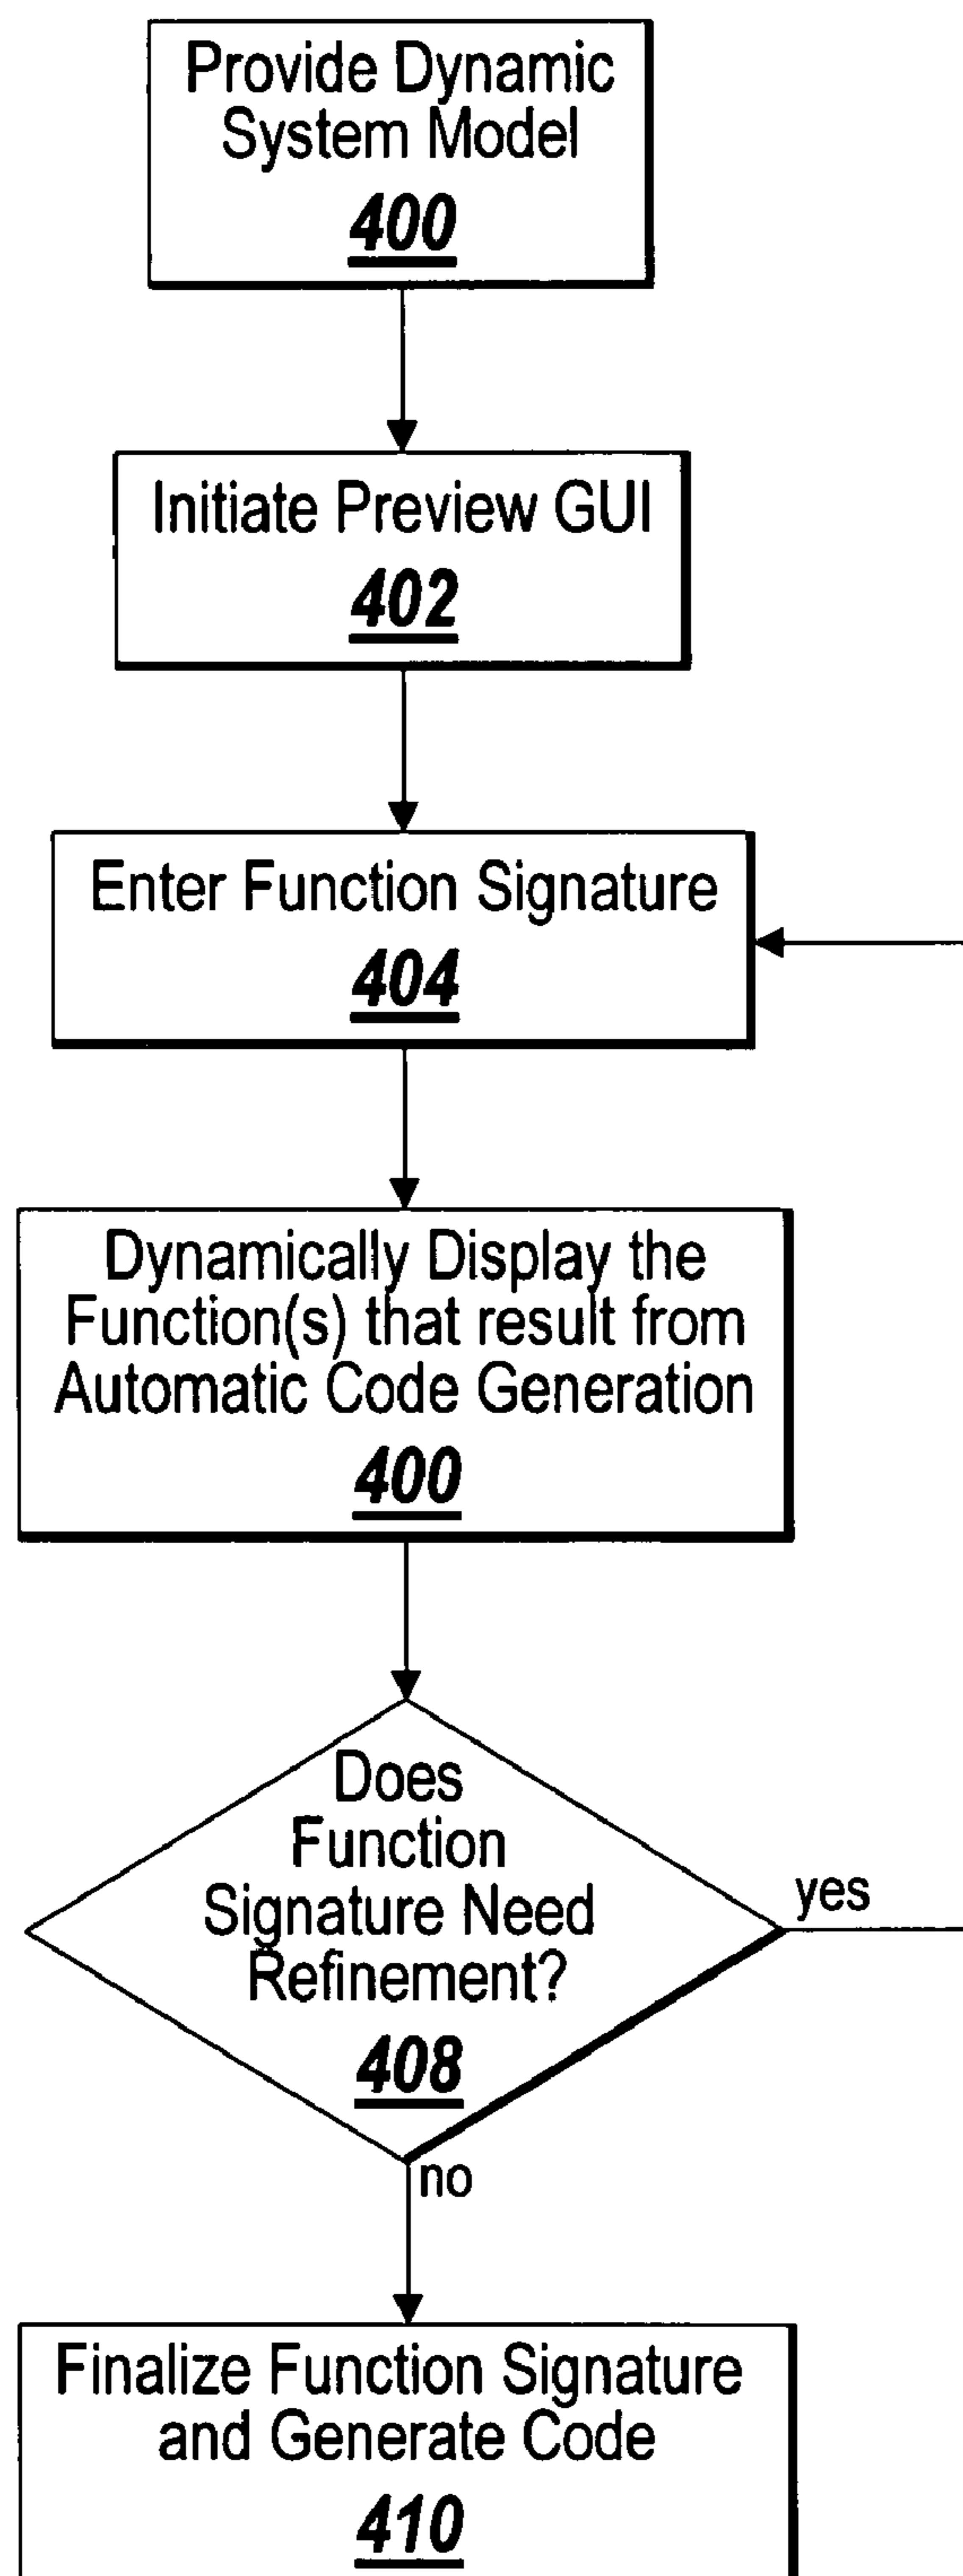 Provide Dynamic
System Model
400
Initiate Preview GUI
402
Enter Function Signature
404
Dynamically Display the
Function(s) that result from
Automatic Code Generation
400
Does
Function
Signature Need
Refinement?
408
yes
no
Finalize Function Signature
and Generate Code
410